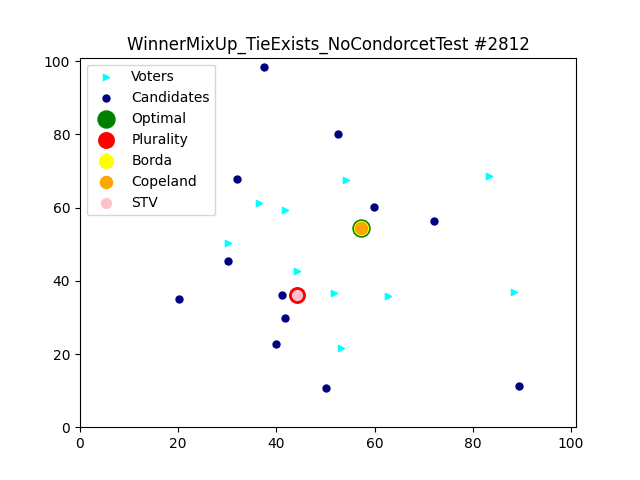 WinnerMixUp_TieExists_NoCondorcetTest #2812
100
80
60
40
20
0
Voters
Candidates
Optimal
Plurality
Borda
Copeland
STV
0 20 40 60 80 100